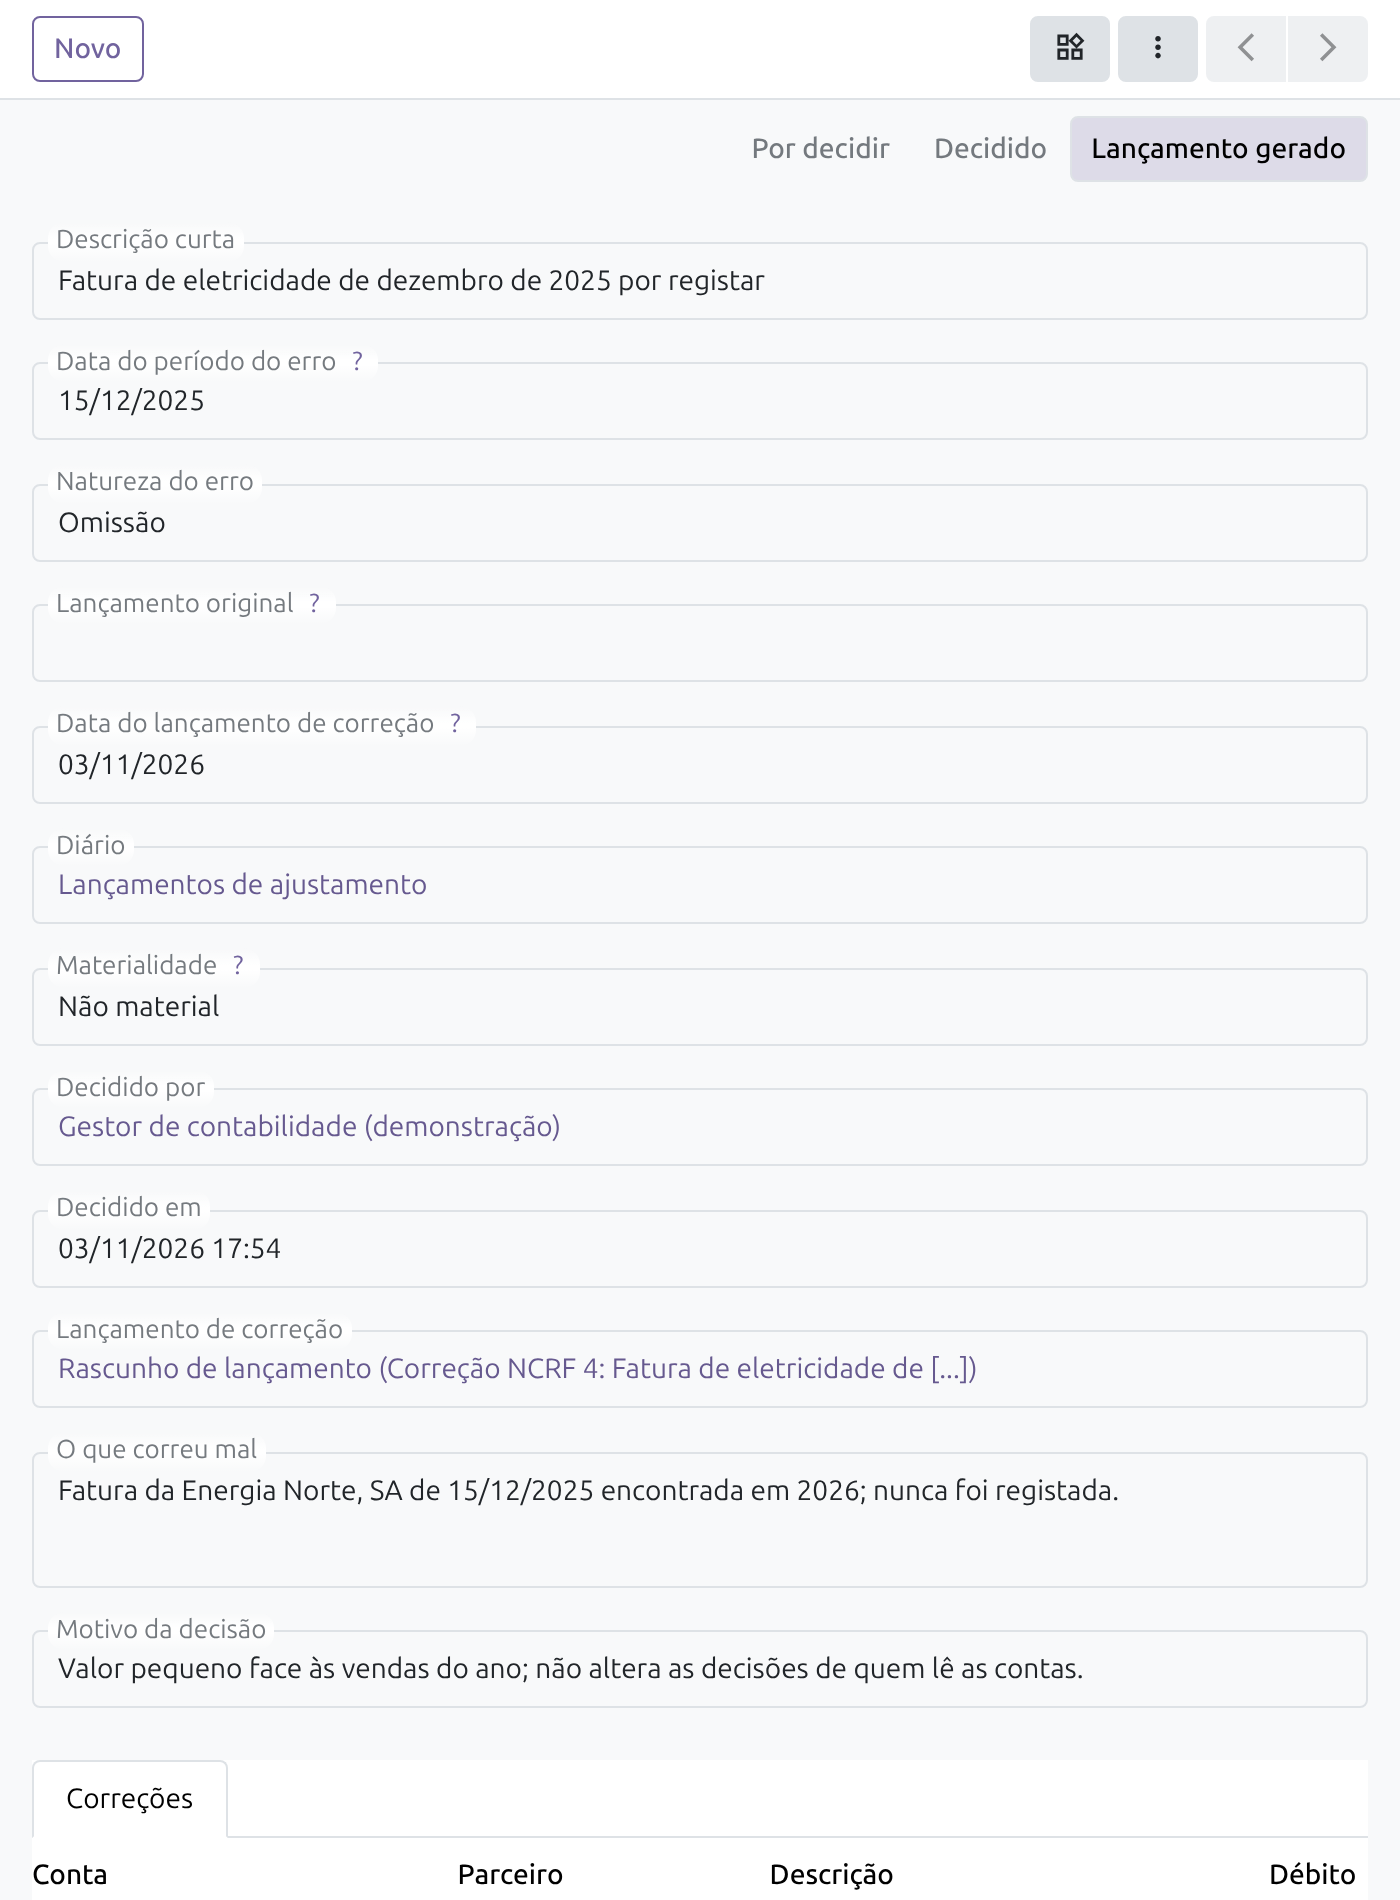 Novo
Por decidir Decidido Lançamento gerado
Descrição curta
Fatura de eletricidade de dezembro de 2025 por registar
Data do período do erro ?
15/12/2025
Natureza do erro
Omissão
Lançamento original ?
Data do lançamento de correção ?
03/11/2026
Diário
Lançamentos de ajustamento
Materialidade ?
Não material
Decidido por
Gestor de contabilidade (demonstração)
Decidido em
03/11/2026 17:54
Lançamento de correção
Rascunho de lançamento (Correção NCRF 4: Fatura de eletricidade de [...])
O que correu mal
Fatura da Energia Norte, SA de 15/12/2025 encontrada em 2026; nunca foi registada.
Motivo da decisão
Valor pequeno face às vendas do ano; não altera as decisões de quem lê as contas.
Correções
Conta Parceiro Descrição Débito